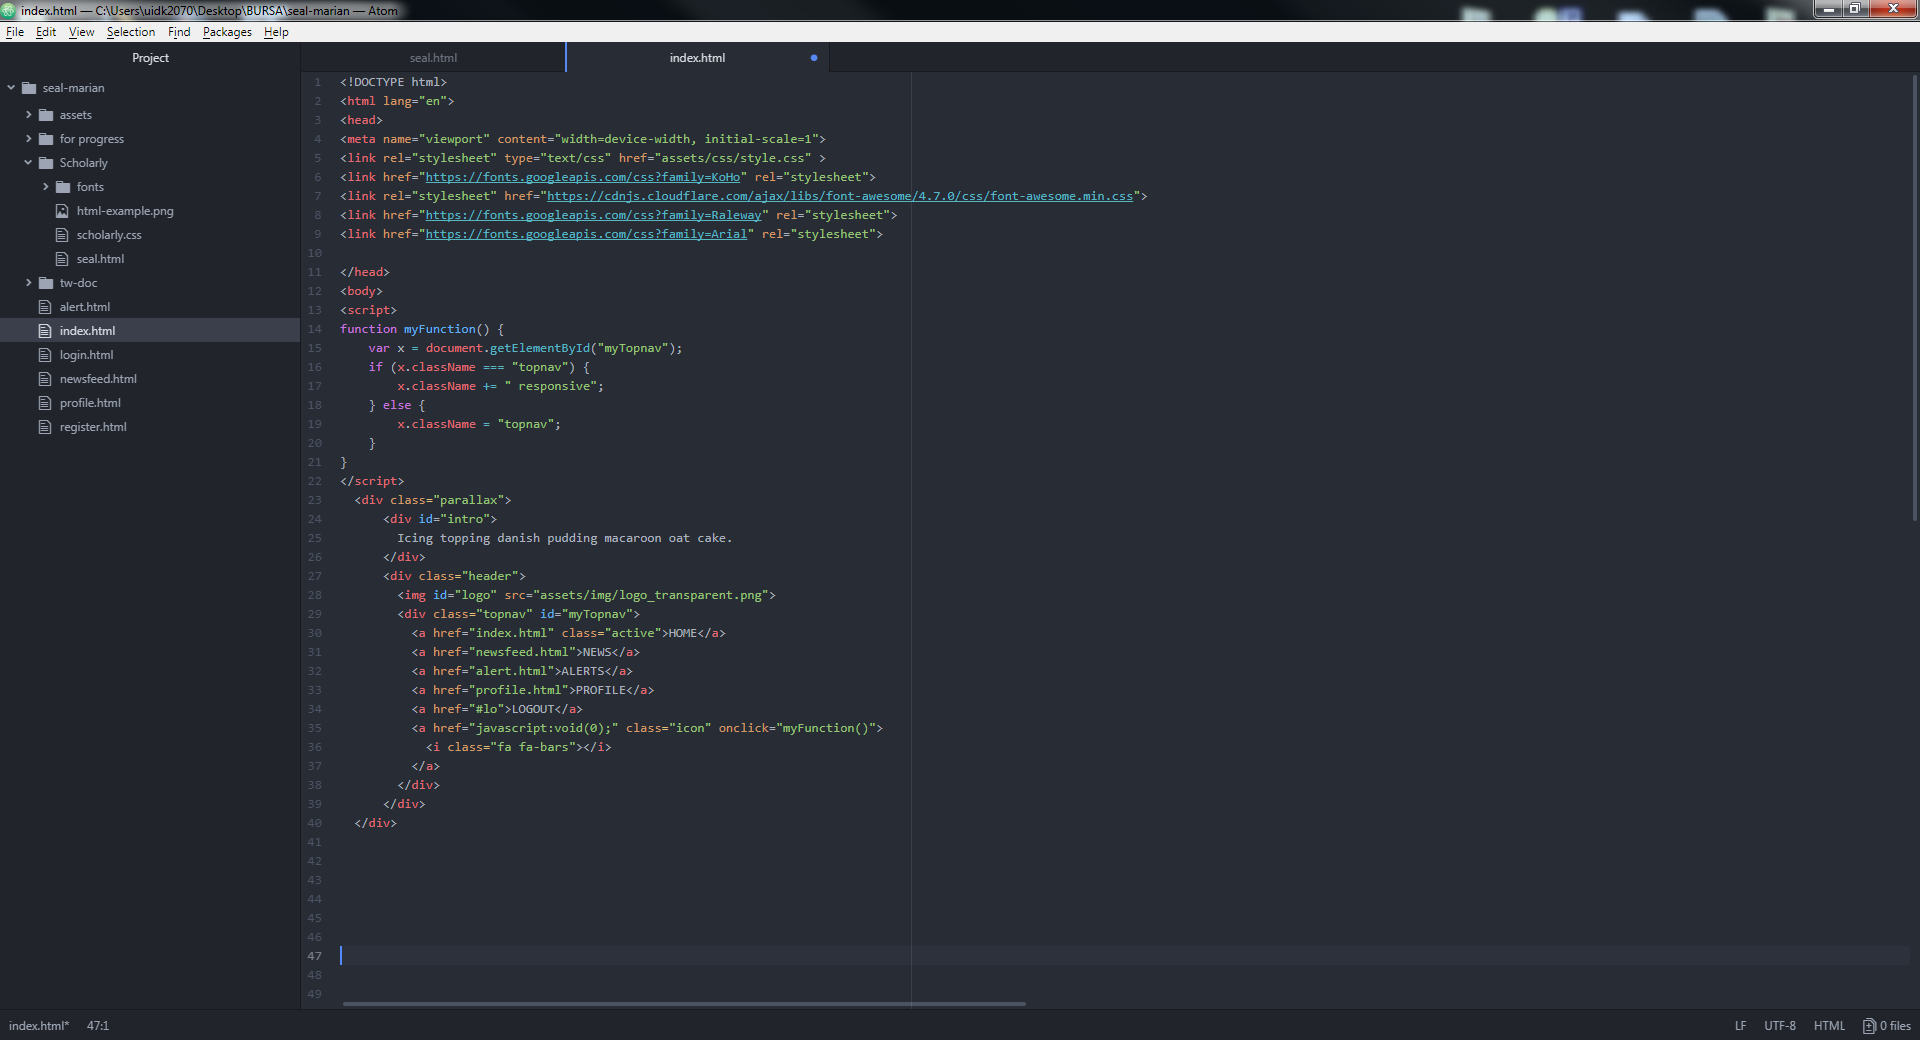 index.html — C:\Users\uidk2070\Desktop\BURSA\seal-marian — Atom
File Edit View Selection Find Packages Help
Project
seal-marian
assets
for progress
Scholarly
fonts
html-example.png
scholarly.css
seal.html
tw-doc
alert.html
index.html
login.html
newsfeed.html
profile.html
register.html
seal.html
index.html
1 <!DOCTYPE html>
2 <html lang="en">
3 <head>
4 <meta name="viewport" content="width=device-width, initial-scale=1">
5 <link rel="stylesheet" type="text/css" href="assets/css/style.css" >
6 <link href="https://fonts.googleapis.com/css?family=KoHo" rel="stylesheet">
7 <link rel="stylesheet" href="https://cdnjs.cloudflare.com/ajax/libs/font-awesome/4.7.0/css/font-awesome.min.css">
8 <link href="https://fonts.googleapis.com/css?family=Raleway" rel="stylesheet">
9 <link href="https://fonts.googleapis.com/css?family=Arial" rel="stylesheet">
10
11 </head>
12 <body>
13 <script>
14 function myFunction() {
15     var x = document.getElementById("myTopnav");
16     if (x.className === "topnav") {
17         x.className += " responsive";
18     } else {
19         x.className = "topnav";
20     }
21 }
22 </script>
23   <div class="parallax">
24       <div id="intro">
25         Icing topping danish pudding macaroon oat cake.
26       </div>
27       <div class="header">
28         <img id="logo" src="assets/img/logo_transparent.png">
29         <div class="topnav" id="myTopnav">
30           <a href="index.html" class="active">HOME</a>
31           <a href="newsfeed.html">NEWS</a>
32           <a href="alert.html">ALERTS</a>
33           <a href="profile.html">PROFILE</a>
34           <a href="#lo">LOGOUT</a>
35           <a href="javascript:void(0);" class="icon" onclick="myFunction()">
36             <i class="fa fa-bars"></i>
37           </a>
38         </div>
39       </div>
40   </div>
41
42
43
44
45
46
47
48
49
index.html* 47:1 LF UTF-8 HTML 0 files